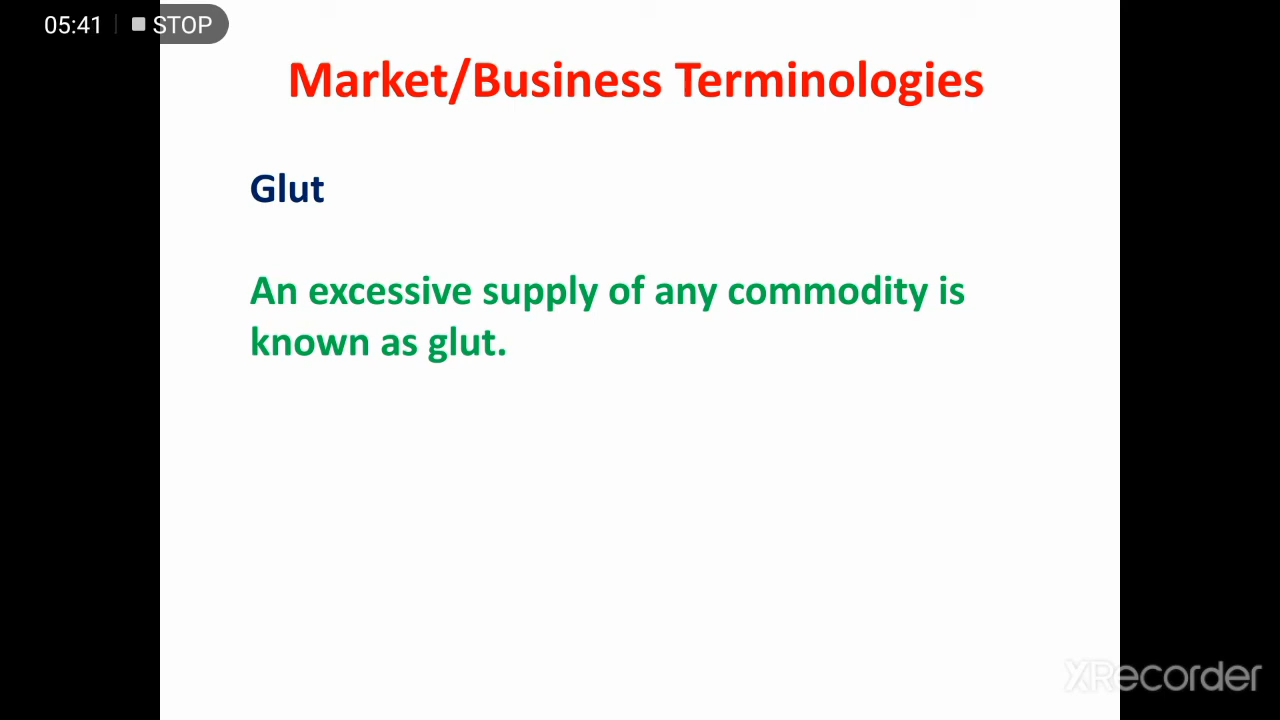 05:41 STOP
Market/Business Terminologies
Glut
An excessive supply of any commodity is
known as glut.
XRecorder